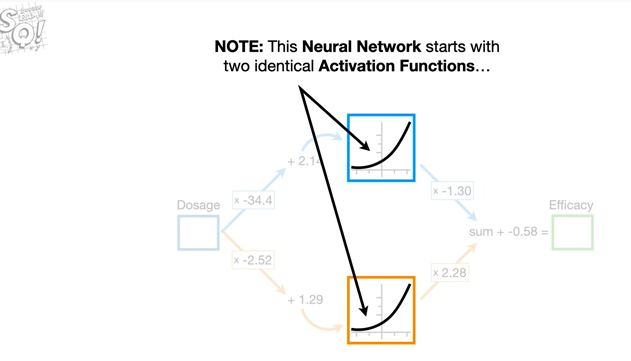 NOTE: This Neural Network starts with
two identical Activation Functions…
+ 2.14
x -34.4
x -1.30
Dosage
Efficacy
sum + -0.58 =
x -2.52
x 2.28
+ 1.29